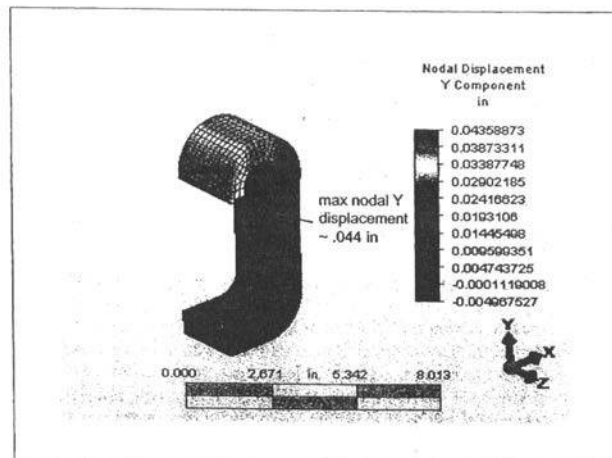 Nodal Displacement
Y Component
in
0.04358873
0.03873311
0.03387748
0.02902185
0.02416623
0.0193106
0.01445498
0.009599351
0.004743725
-0.0001119008
-0.004967527
max nodal Y
displacement
~ .044 in
Y
X
Z
0.000 2.671 in. 5.342 8.013